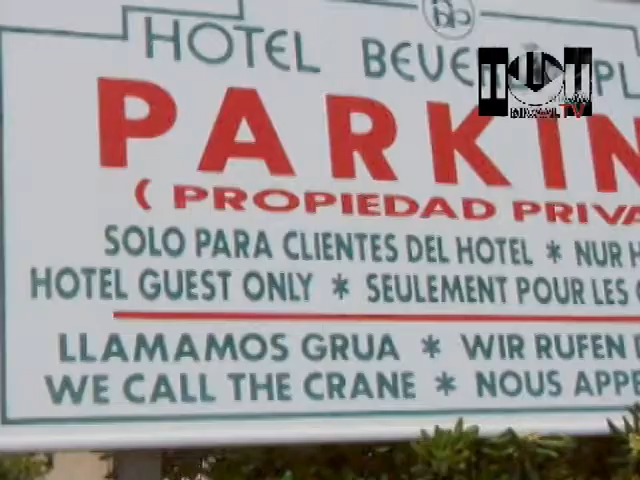 HOTEL
PARKIN
( PROPIEDAD PRIVA
SOLO PARA CLIENTES DEL HOTEL * NUR H
HOTEL GUEST ONLY * SEULEMENT POUR LES
LLAMAMOS GRUA * WIR RUFEN
WE CALL THE CRANE * NOUS APPE
TV